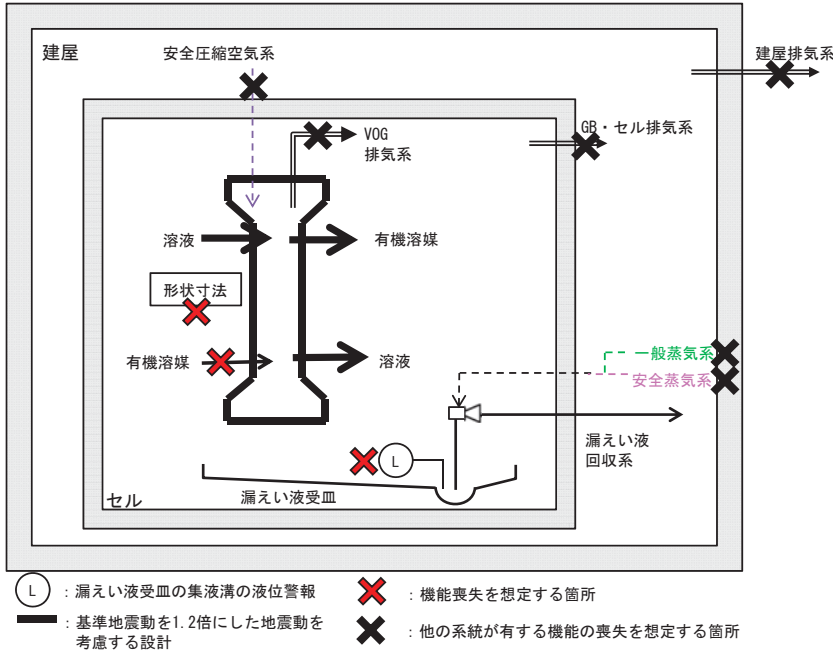 建屋
安全圧縮空気系
建屋排気系
VOG
排気系
GB・セル排気系
溶液
有機溶媒
形状寸法
有機溶媒
溶液
一般蒸気系
安全蒸気系
漏えい液
回収系
L
漏えい液受皿
セル
L
：漏えい液受皿の集液溝の液位警報
：機能喪失を想定する箇所
：基準地震動を1.2倍にした地震動を
考慮する設計
：他の系統が有する機能の喪失を想定する箇所